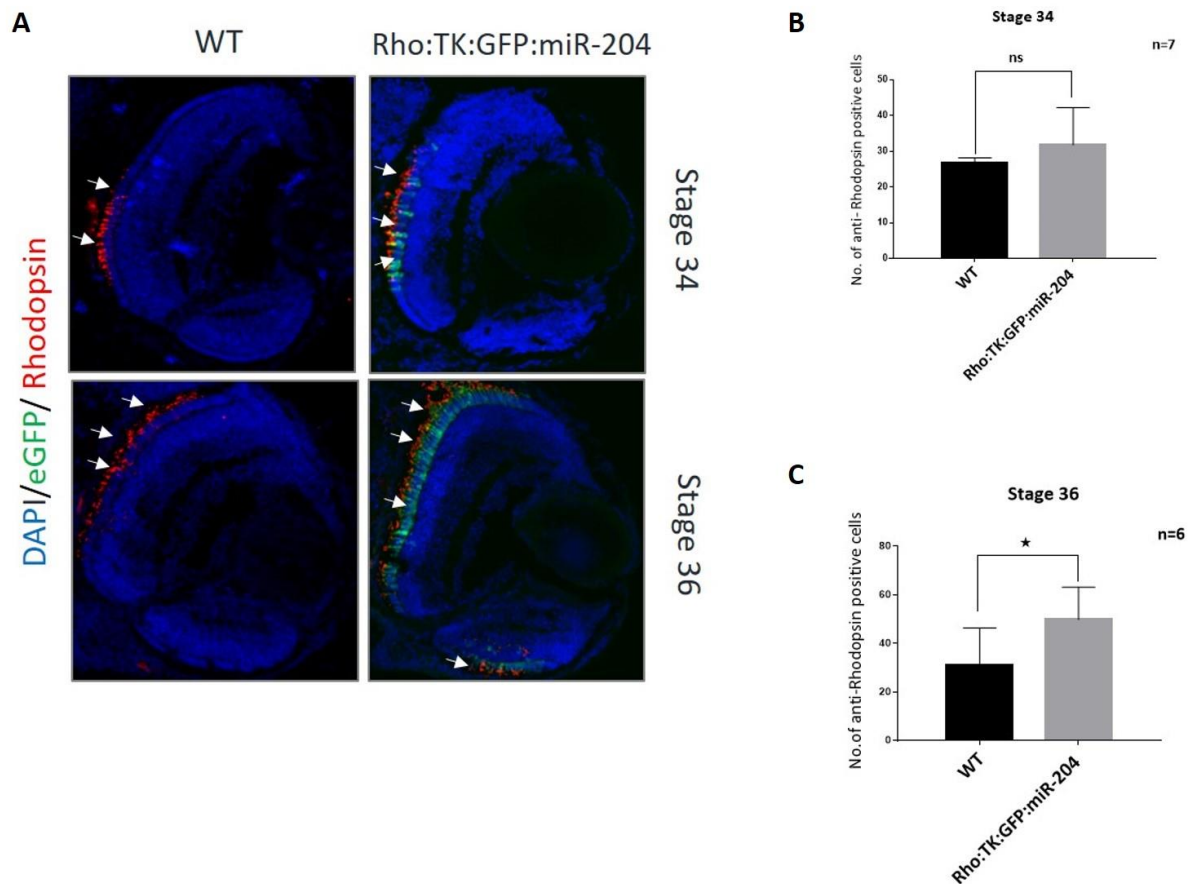 A
WT
Rho:TK:GFP:miR-204
DAPI/eGFP/ Rhodopsin
Stage 34
Stage 36
B
Stage 34
n=7
ns
No. of anti- Rhodopsin positive cells
50
40
30
20
10
0
WT
Rho:TK:GFP:miR-204
C
Stage 36
n=6
★
No.of anti-Rhodopsin positive cells
80
60
40
20
0
WT
Rho:TK:GFP:miR-204